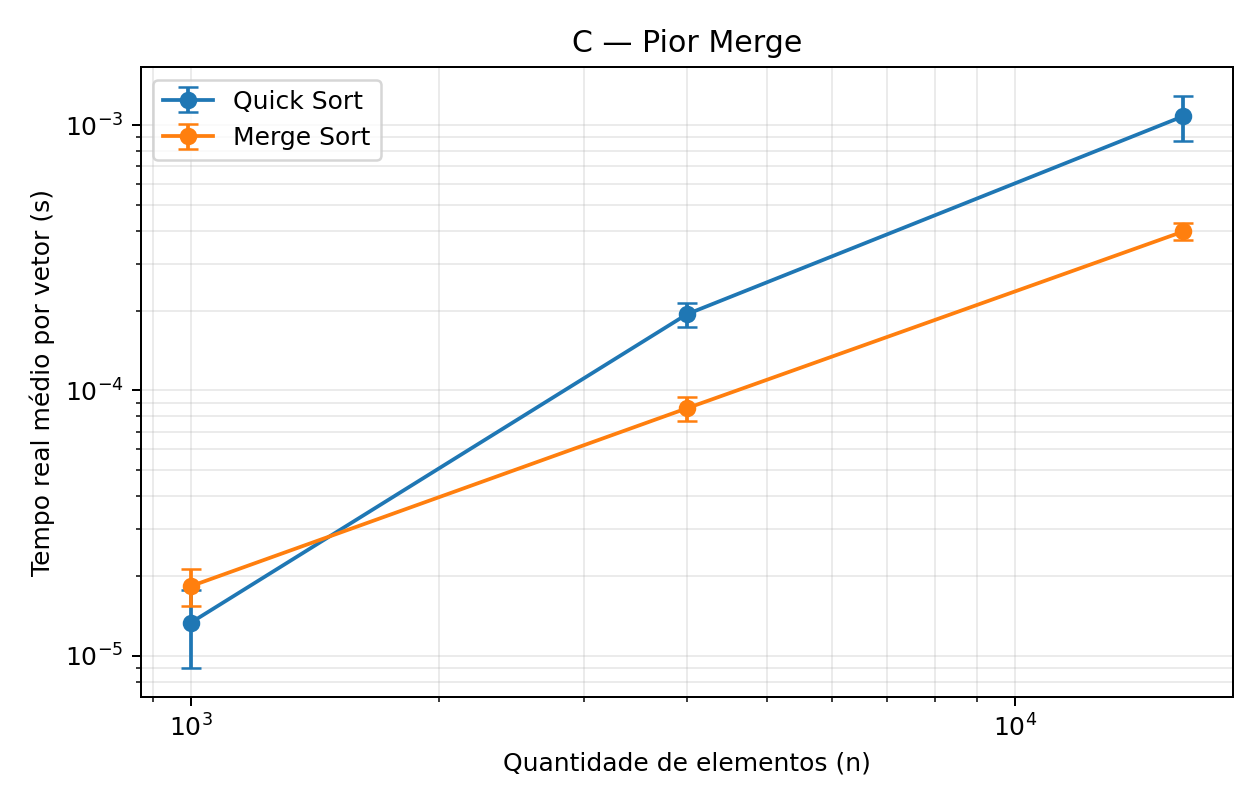 C — Pior Merge
Quick Sort
Merge Sort
10⁻³
10⁻⁴
10⁻⁵
Tempo real médio por vetor (s)
10³
10⁴
Quantidade de elementos (n)